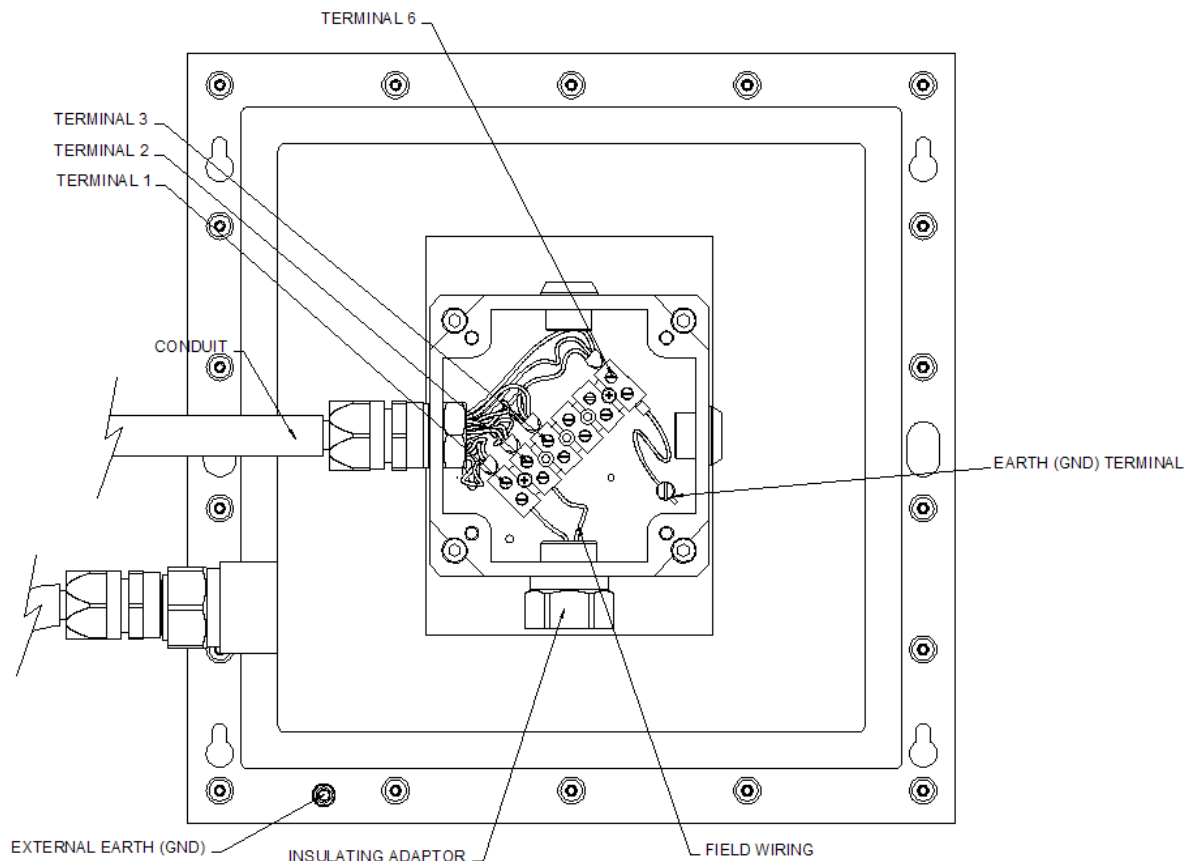 TERMINAL 6
TERMINAL 3
TERMINAL 2
TERMINAL 1
CONDUIT
EARTH (GND) TERMINAL
EXTERNAL EARTH (GND)
INSULATING ADAPTOR
FIELD WIRING